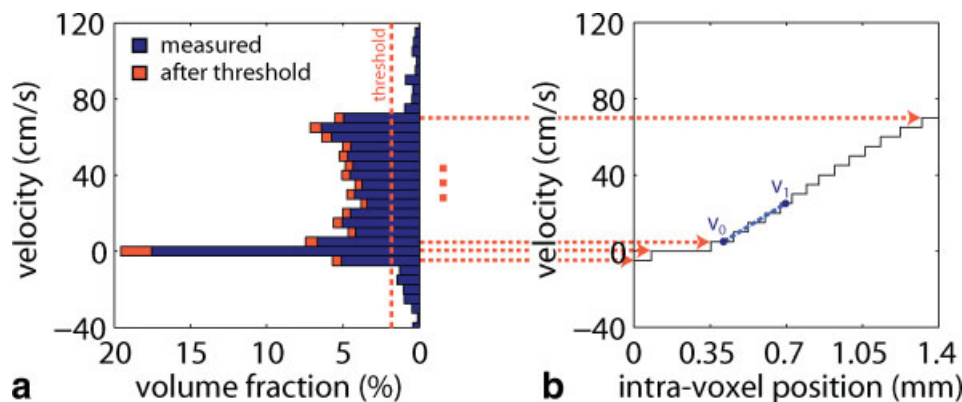 120
80
40
0
−40
velocity (cm/s)
measured
after threshold
threshold
20 15 10 5 0
volume fraction (%)
a
120
80
40
0
−40
velocity (cm/s)
V0
V1
0 0.35 0.7 1.05 1.4
intra-voxel position (mm)
b